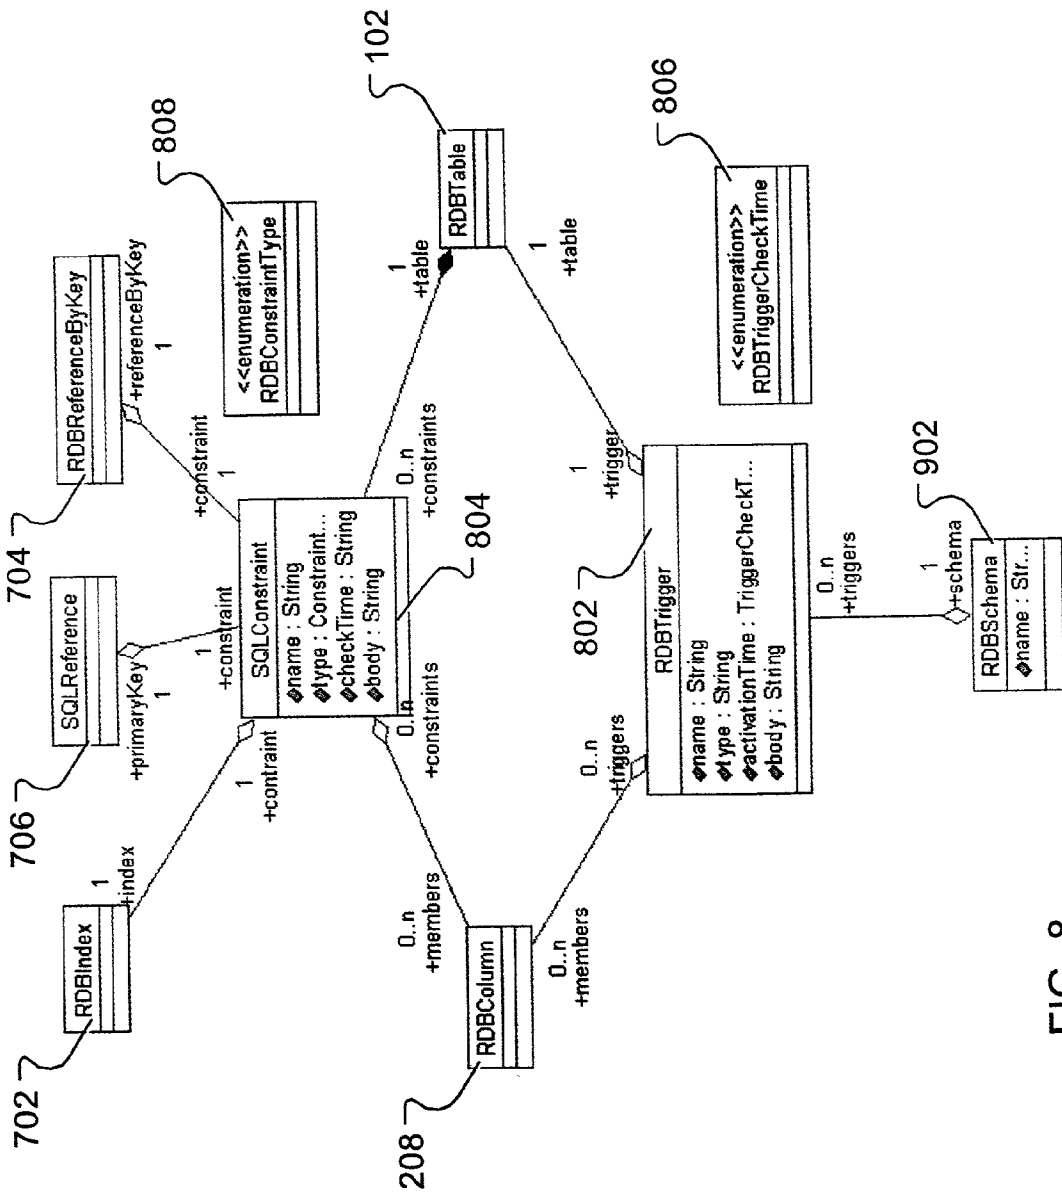 702
RDBIndex
1
+index
706
SQLReference
+primaryKey
1
704
RDBReferenceByKey
+referenceByKey
1
808
<<enumeration>>
RDBConstraintType
1
+contraint
1
+constraint
+constraint
1
SQLConstraint
name : String
type : Constraint...
checkTime : String
body : String
804
0..n
+constraints
0..n
+constraints
1
+table
102
RDBTable
1
+table
208
RDBColumn
0..n
+members
0..n
+members
0..n
+triggers
802
RDBTrigger
name : String
type : String
activationTime : TriggerCheckT...
body : String
1
+trigger
806
<<enumeration>>
RDBTriggerCheckTime
0..n
+triggers
1
+schema
902
RDBSchema
name : Str...
FIG. 8